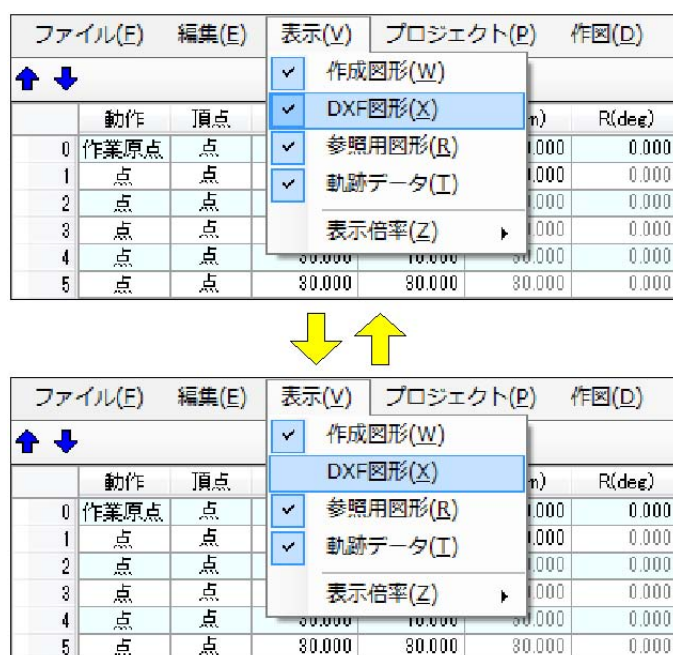 ファイル(F) 編集(E) 表示(V) プロジェクト(P) 作図(D)
作成図形(W)
DXF図形(X)
参照用図形(R)
軌跡データ(T)
表示倍率(Z)
動作 頂点 R(deg)
0 作業原点 点 0.000
1 点 点 0.000
2 点 点 0.000
3 点 点 0.000
4 点 点 0.000
5 点 点 30.000 30.000 30.000 0.000
ファイル(F) 編集(E) 表示(V) プロジェクト(P) 作図(D)
作成図形(W)
DXF図形(X)
参照用図形(R)
軌跡データ(T)
表示倍率(Z)
動作 頂点 R(deg)
0 作業原点 点 0.000
1 点 点 0.000
2 点 点 0.000
3 点 点 0.000
4 点 点 0.000
5 点 点 30.000 30.000 30.000 0.000